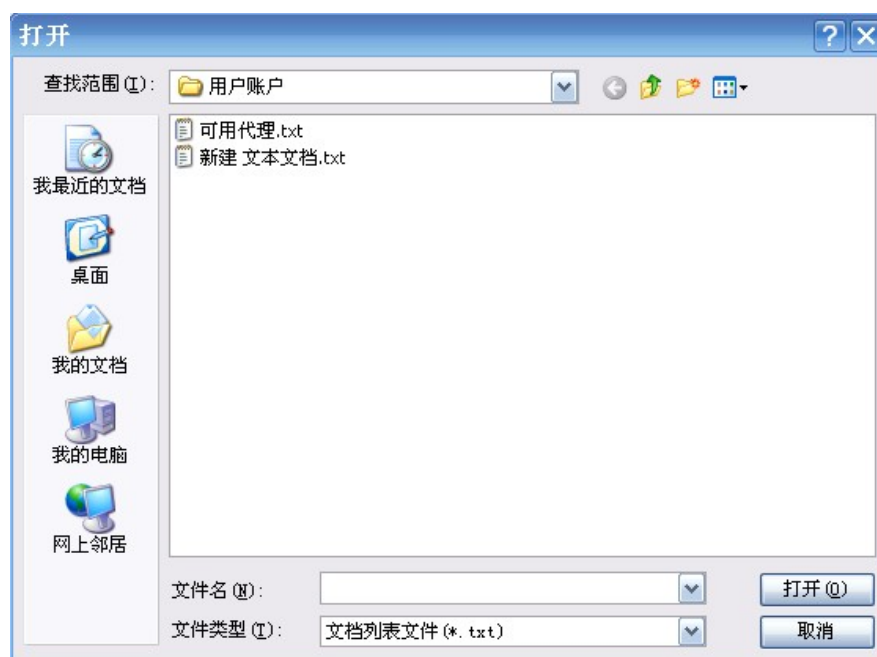 打开
查找范围(I):
用户账户
可用代理.txt
新建 文本文档.txt
我最近的文档
桌面
我的文档
我的电脑
网上邻居
文件名(N):
打开(O)
文件类型(T):
文档列表文件(*.txt)
取消